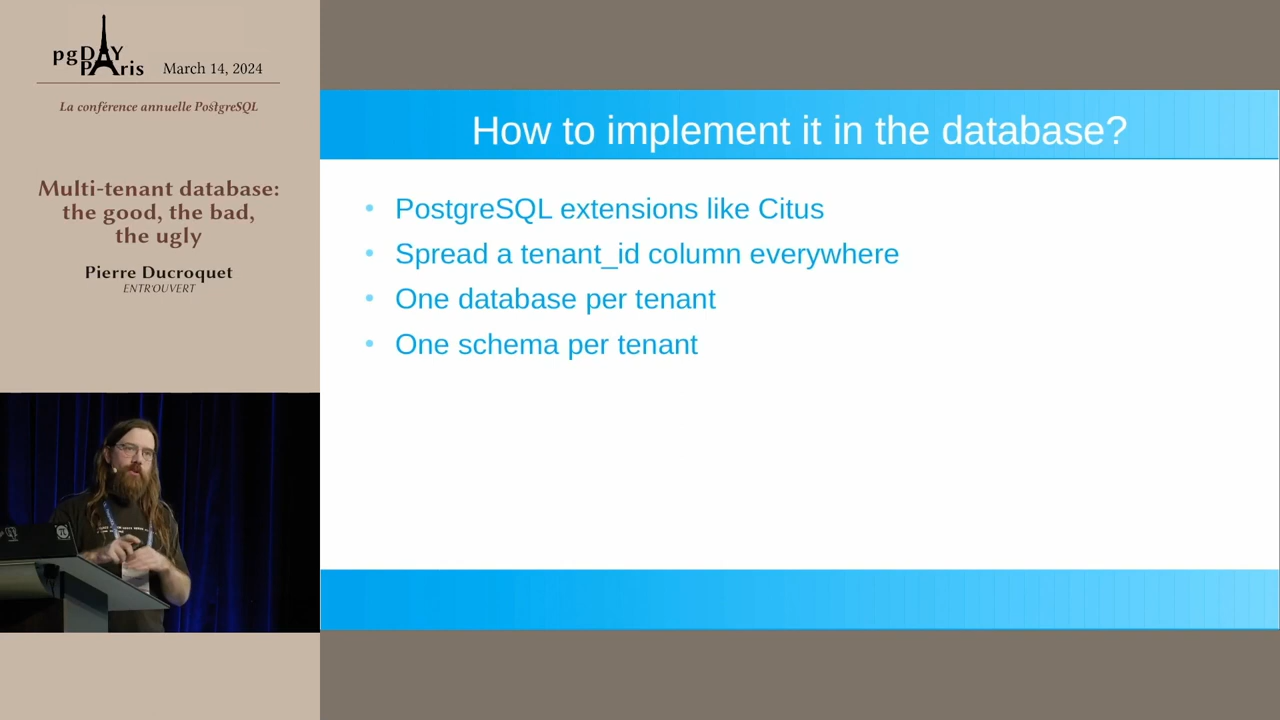 pgDAY
PAris
March 14, 2024
La conférence annuelle PostgreSQL
Multi-tenant database:
the good, the bad,
the ugly
Pierre Ducroquet
ENTR'OUVERT
How to implement it in the database?
• PostgreSQL extensions like Citus
• Spread a tenant_id column everywhere
• One database per tenant
• One schema per tenant